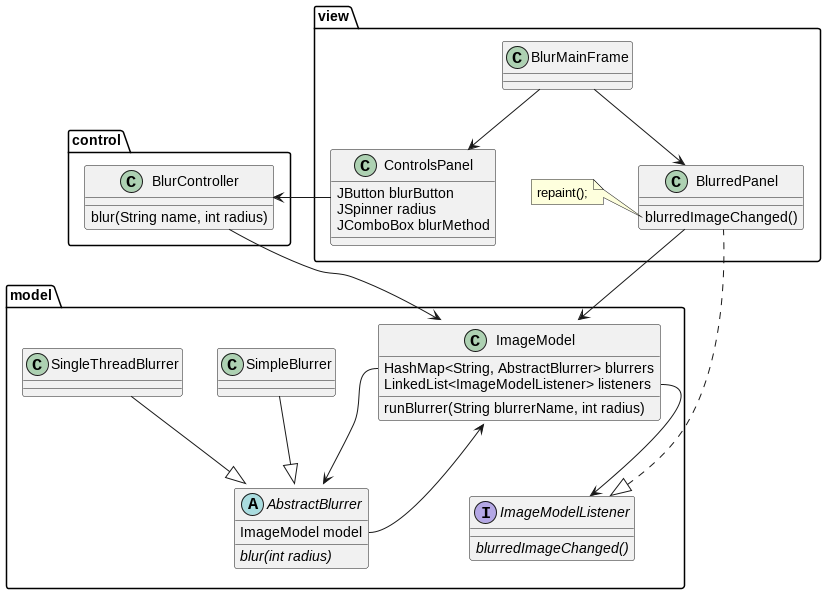 view
C BlurMainFrame
control
C BlurController
blur(String name, int radius)
C ControlsPanel
JButton blurButton
JSpinner radius
JComboBox blurMethod
repaint();
C BlurredPanel
blurredImageChanged()
model
C SingleThreadBlurrer
C SimpleBlurrer
C ImageModel
HashMap<String, AbstractBlurrer> blurrers
LinkedList<ImageModelListener> listeners
runBlurrer(String blurrerName, int radius)
A AbstractBlurrer
ImageModel model
blur(int radius)
I ImageModelListener
blurredImageChanged()